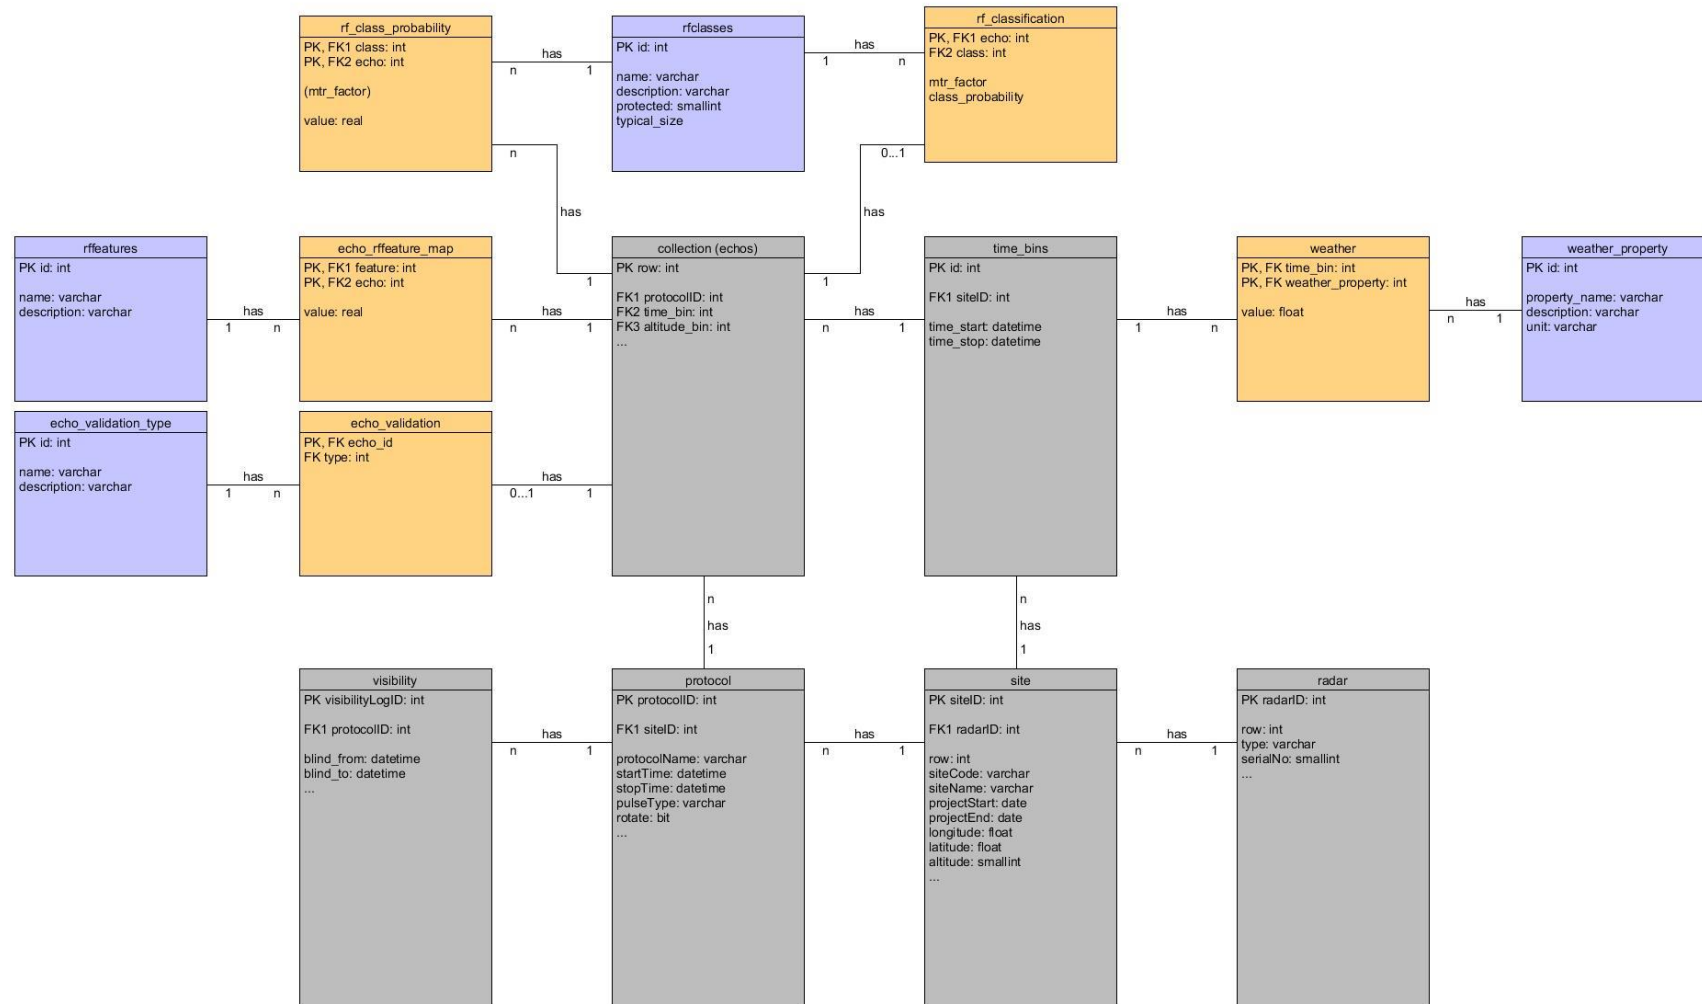 rf_class_probability
PK, FK1 class: int
PK, FK2 echo: int
(mtr_factor)
value: real
has
n
1
rfclasses
PK id: int
name: varchar
description: varchar
protected: smallint
typical_size
has
1
n
rf_classification
PK, FK1 echo: int
FK2 class: int
mtr_factor
class_probability
n
has
1
0...1
has
1
rffeatures
PK id: int
name: varchar
description: varchar
has
1
n
echo_rffeature_map
PK, FK1 feature: int
PK, FK2 echo: int
value: real
has
n
1
collection (echos)
PK row: int
FK1 protocolID: int
FK2 time_bin: int
FK3 altitude_bin: int
...
has
n
1
time_bins
PK id: int
FK1 siteID: int
time_start: datetime
time_stop: datetime
has
1
n
weather
PK, FK time_bin: int
PK, FK weather_property: int
value: float
has
n
1
weather_property
PK id: int
property_name: varchar
description: varchar
unit: varchar
echo_validation_type
PK id: int
name: varchar
description: varchar
has
1
n
echo_validation
PK, FK echo_id
FK type: int
has
0...1
1
n
has
1
n
has
1
visibility
PK visibilityLogID: int
FK1 protocolID: int
blind_from: datetime
blind_to: datetime
...
has
n
1
protocol
PK protocolID: int
FK1 siteID: int
protocolName: varchar
startTime: datetime
stopTime: datetime
pulseType: varchar
rotate: bit
...
has
n
1
site
PK siteID: int
FK1 radarID: int
row: int
siteCode: varchar
siteName: varchar
projectStart: date
projectEnd: date
longitude: float
latitude: float
altitude: smallint
...
has
n
1
radar
PK radarID: int
row: int
type: varchar
serialNo: smallint
...